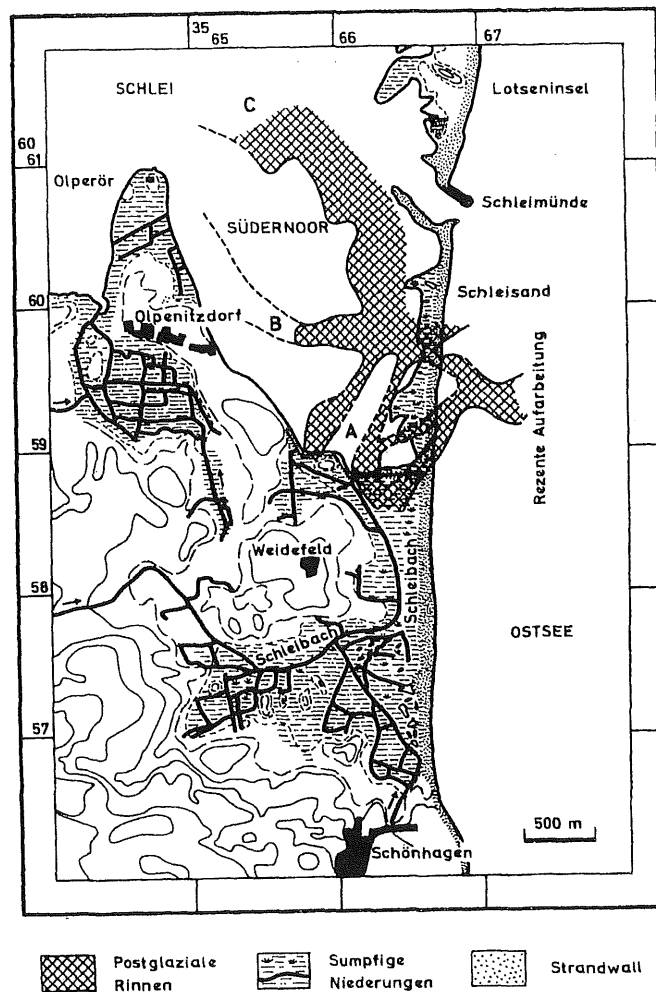 35
65
66
67
SCHLEI
C
Lotseninsel
60
61
Olperör
Schleimünde
SÜDERNOOR
Schleisand
60
Olpenitzdorf
B
A
59
Rezente Aufarbeitung
Weidefeld
Schleibach
58
OSTSEE
Schleibach
57
500 m
Schönhagen
Postglaziale
Rinnen
Sumpfige
Niederungen
Strandwall